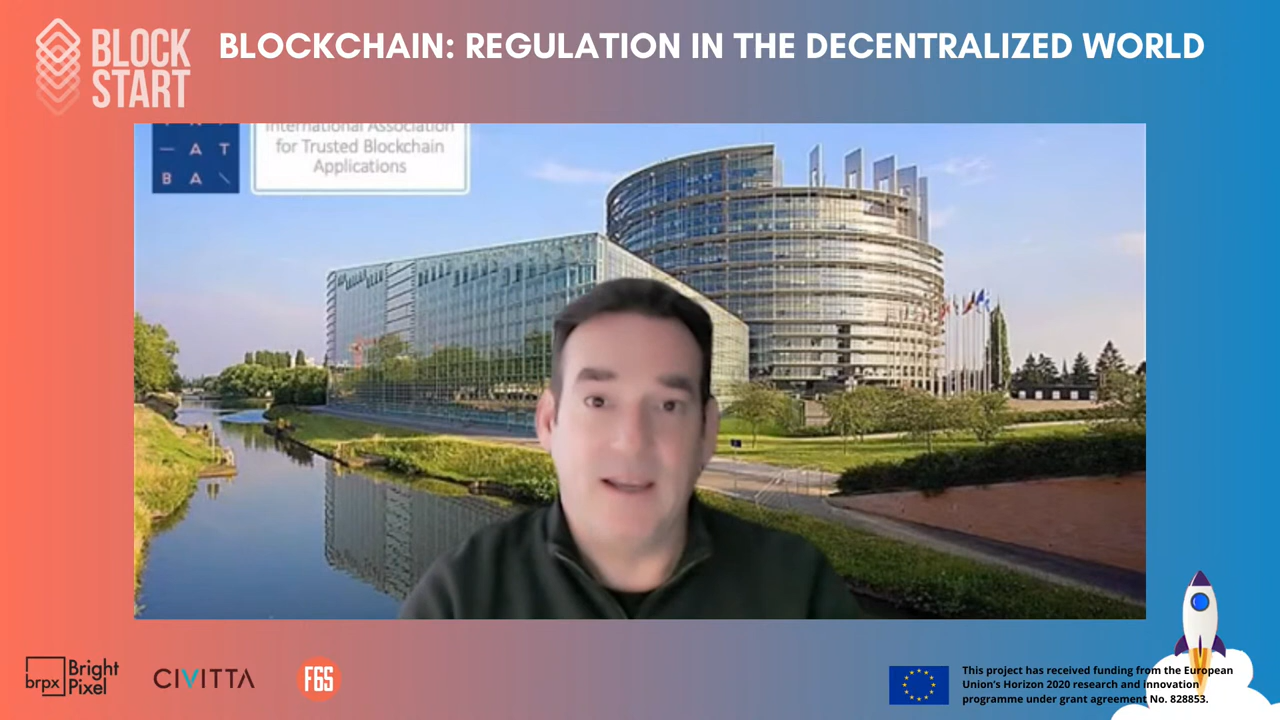 BLOCK
START
BLOCKCHAIN: REGULATION IN THE DECENTRALIZED WORLD
A T
B A
International Association
for Trusted Blockchain
Applications
brpx
Bright
Pixel
CIVITTA
F6S
This project has received funding from the European
Union's Horizon 2020 research and innovation
programme under grant agreement No. 828853.